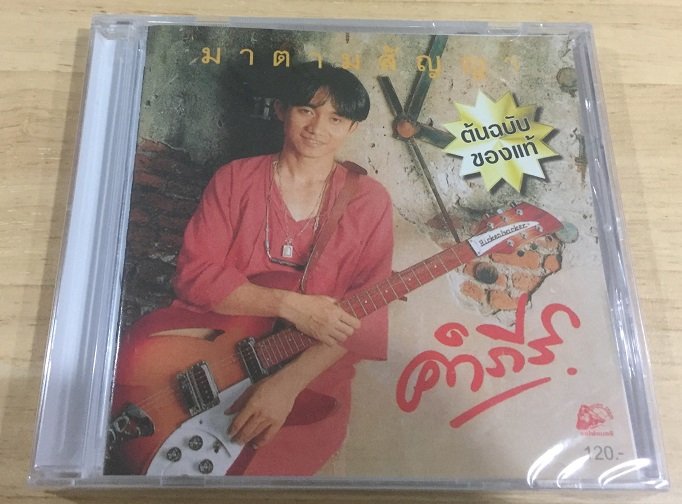 มาตามสัญญา
ต้นฉบับ
ของแท้
Rickenbacker
คัมภีร์
120.-